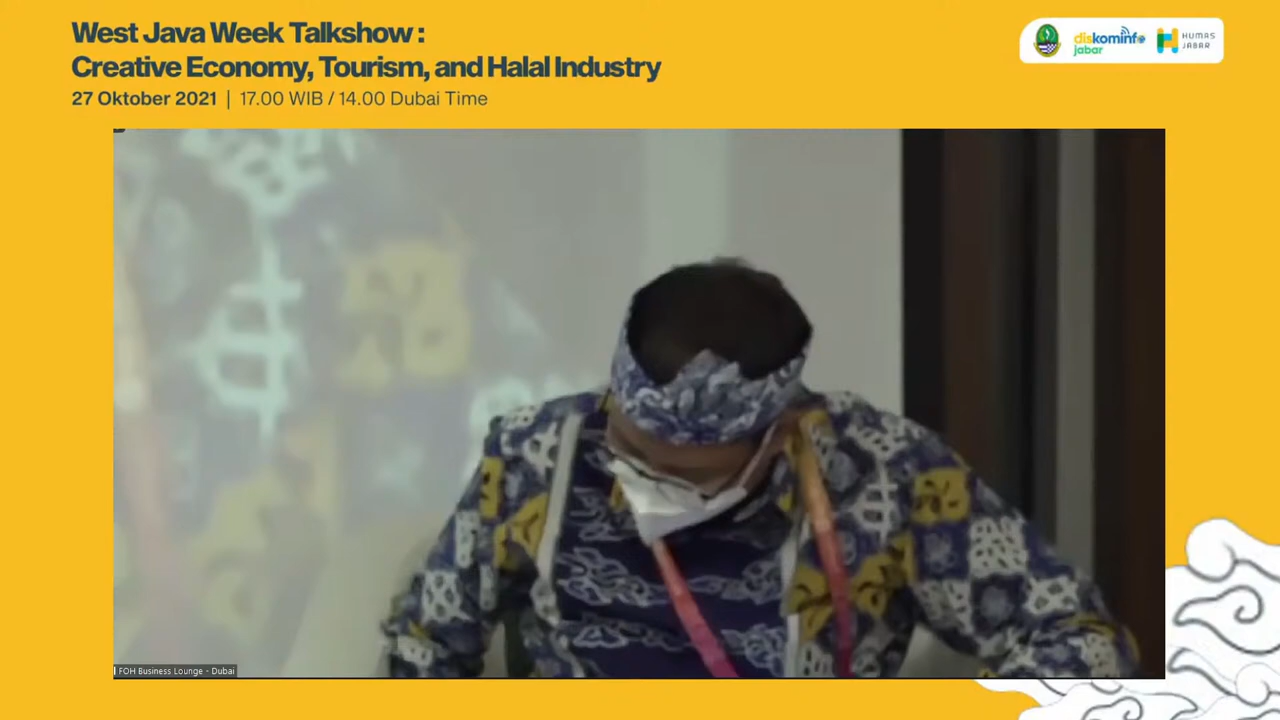 West Java Week Talkshow :
Creative Economy, Tourism, and Halal Industry
27 Oktober 2021 | 17.00 WIB / 14.00 Dubai Time
diskominfo
jabar
HUMAS
JABAR
FOH Business Lounge - Dubai